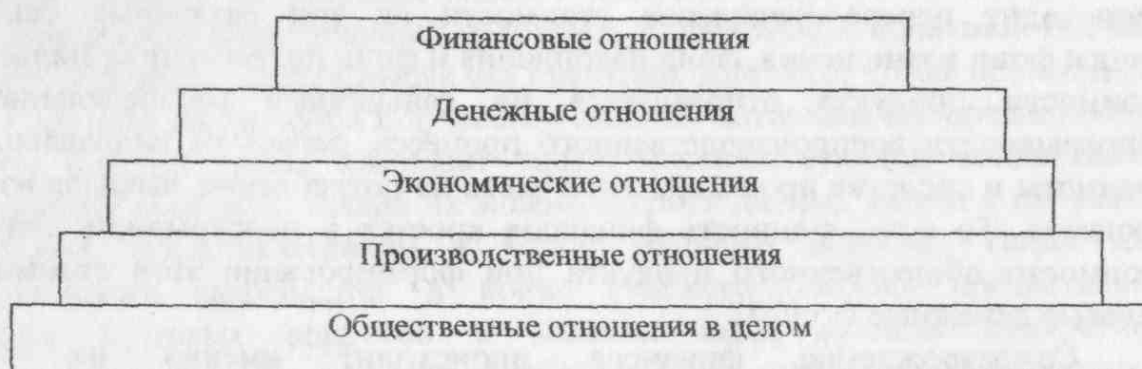 Финансовые отношения
Денежные отношения
Экономические отношения
Производственные отношения
Общественные отношения в целом